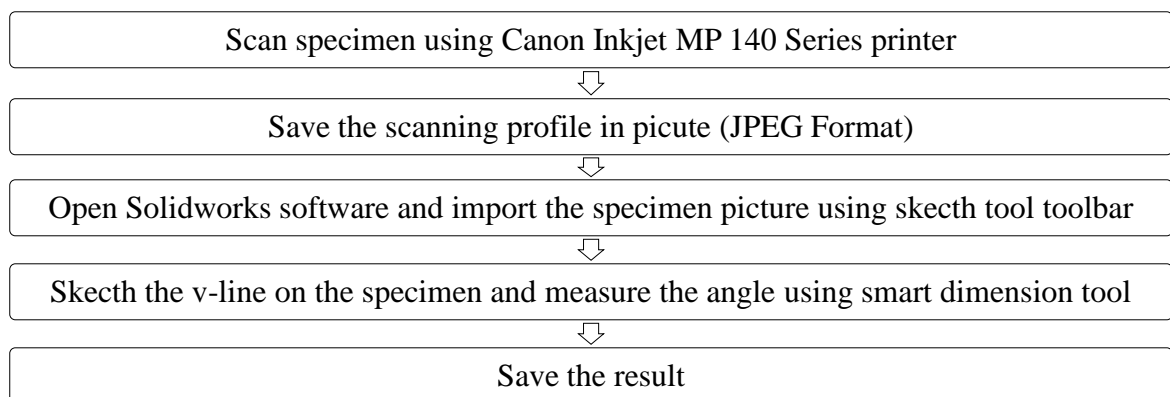 Scan specimen using Canon Inkjet MP 140 Series printer
Save the scanning profile in picute (JPEG Format)
Open Solidworks software and import the specimen picture using skecth tool toolbar
Skecth the v-line on the specimen and measure the angle using smart dimension tool
Save the result